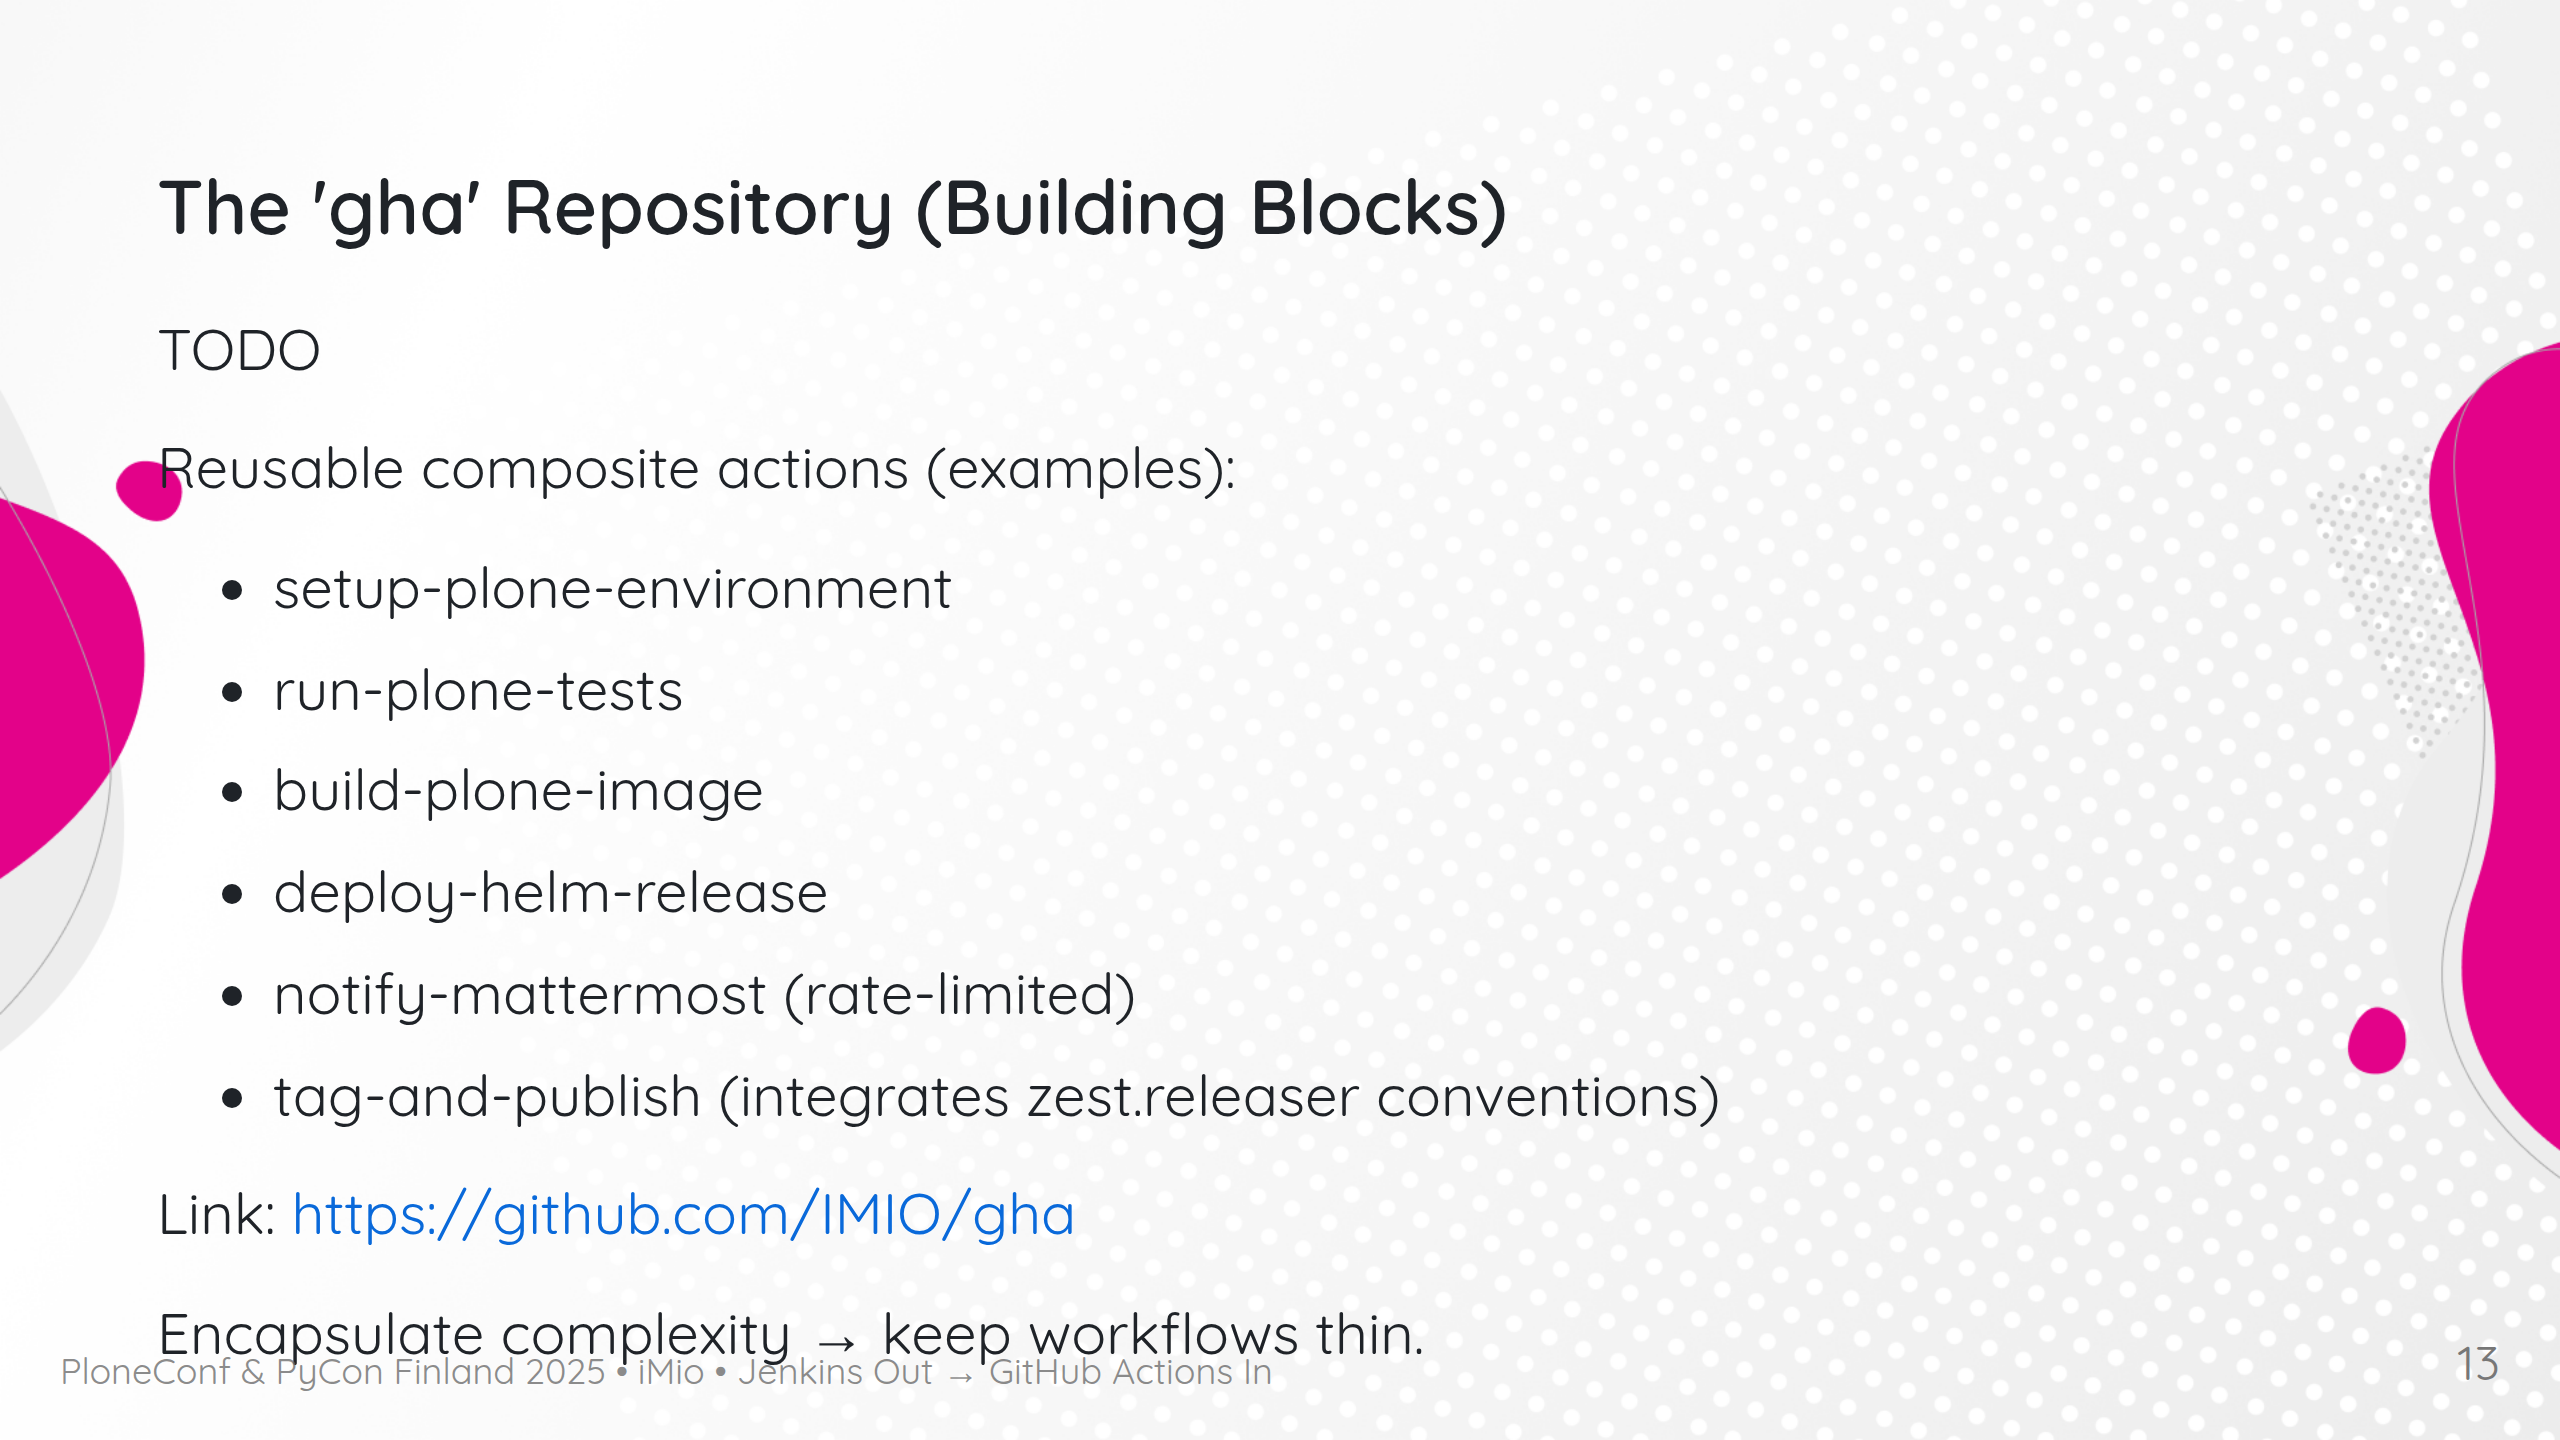 The 'gha' Repository (Building Blocks)
TODO
Reusable composite actions (examples):
• setup-plone-environment
• run-plone-tests
• build-plone-image
• deploy-helm-release
• notify-mattermost (rate-limited)
• tag-and-publish (integrates zest.releaser conventions)
Link: https://github.com/IMIO/gha
Encapsulate complexity → keep workflows thin.
PloneConf & PyCon Finland 2025 • iMio • Jenkins Out → GitHub Actions In
13